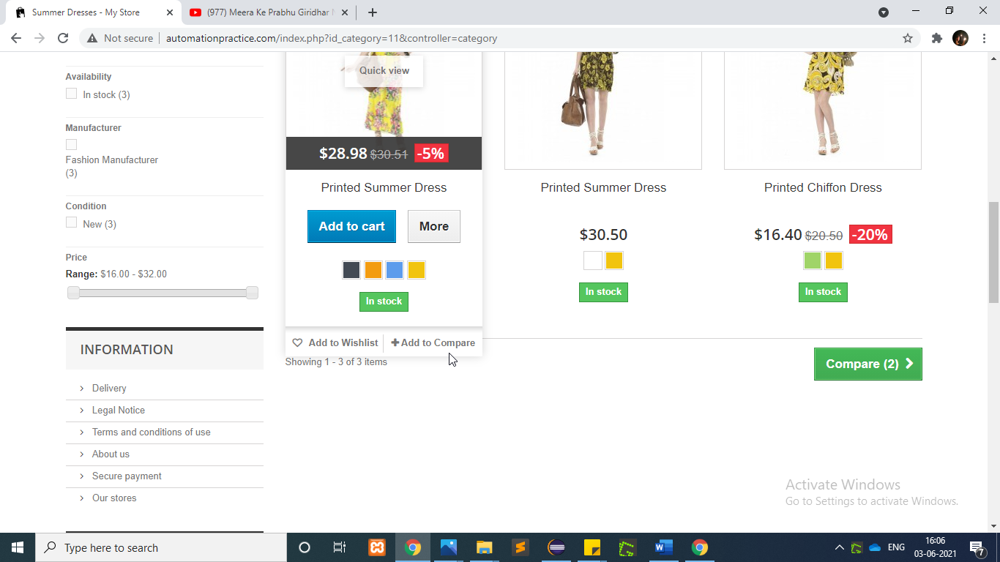 Summer Dresses - My Store
(977) Meera Ke Prabhu Giridhar
Not secure
automationpractice.com/index.php?id_category=11&controller=category
Availability
In stock (3)
Manufacturer
Fashion Manufacturer
(3)
Condition
New (3)
Price
Range: $16.00 - $32.00
INFORMATION
Delivery
Legal Notice
Terms and conditions of use
About us
Secure payment
Our stores
Quick view
$28.98 $30.51 -5%
Printed Summer Dress
Add to cart
More
In stock
Add to Wishlist
Add to Compare
Printed Summer Dress
$30.50
In stock
Printed Chiffon Dress
$16.40 $20.50 -20%
In stock
Showing 1 - 3 of 3 items
Compare (2)
Activate Windows
Go to Settings to activate Windows.
Type here to search
ENG
16:06
03-06-2021
7